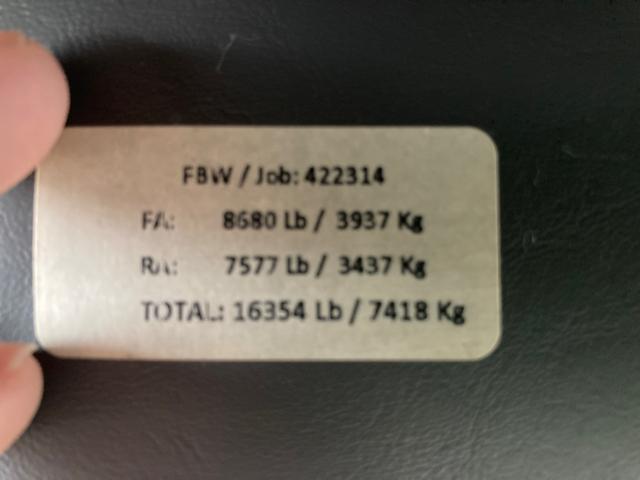 FBW / Job: 422314
FA: 8680 Lb / 3937 Kg
RA: 7577 Lb / 3437 Kg
TOTAL: 16354 Lb / 7418 Kg